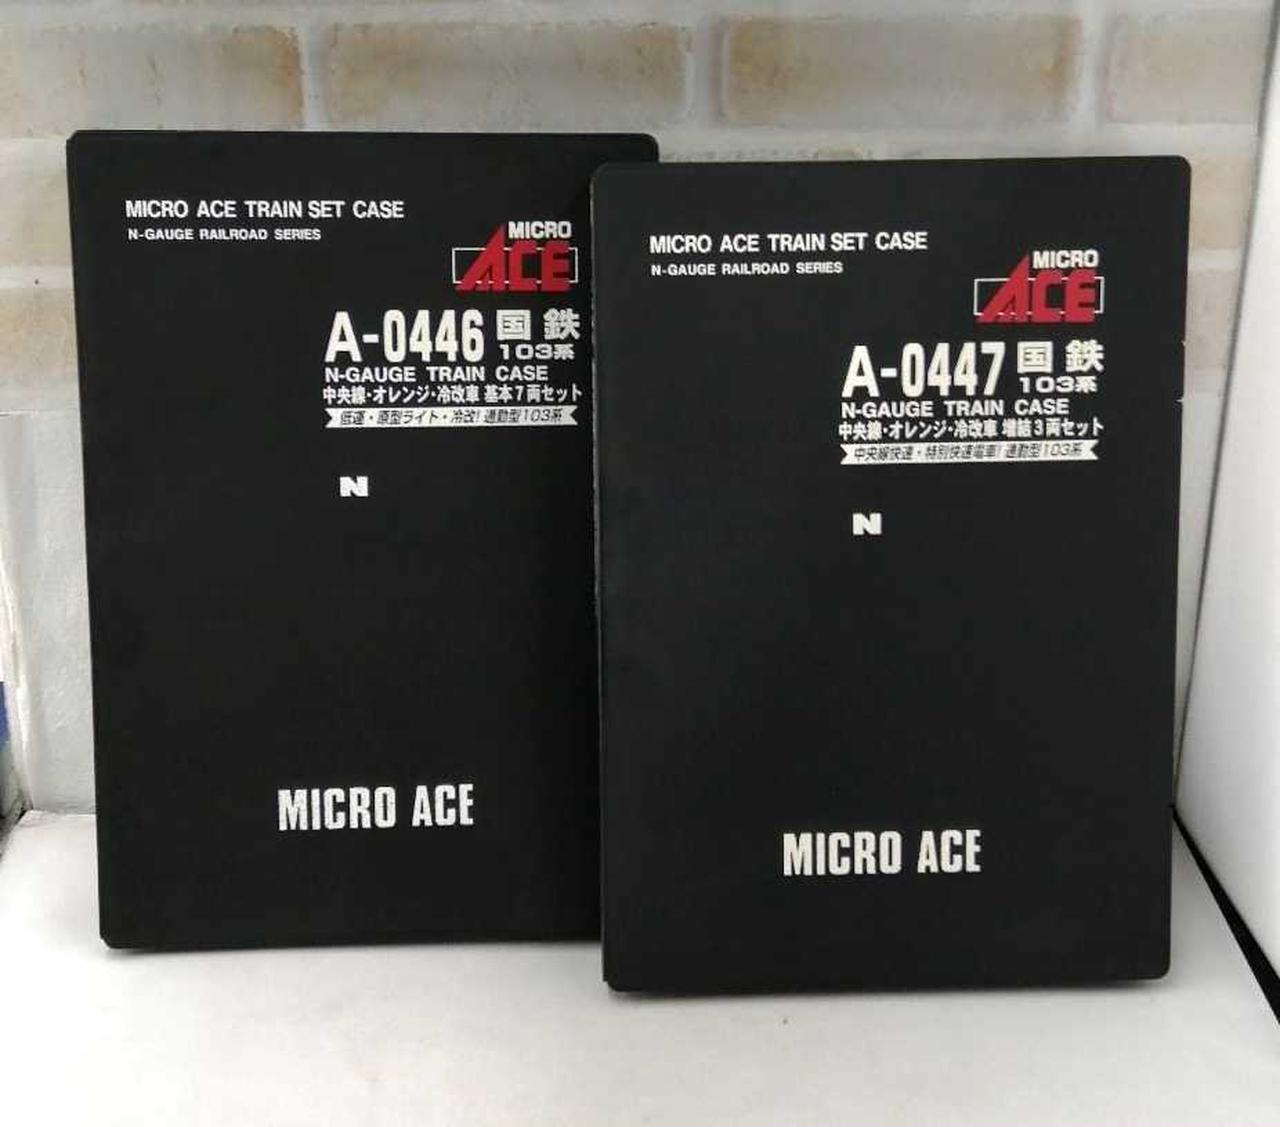 MICRO ACE TRAIN SET CASE
N-GAUGE RAILROAD SERIES
MICRO
ACE
A-0446 国鉄
103系
N-GAUGE TRAIN CASE
中央線・オレンジ・冷改車 基本7両セット
低運・原型ライト・冷改! 通勤型103系
N
MICRO ACE
MICRO ACE TRAIN SET CASE
N-GAUGE RAILROAD SERIES
MICRO
ACE
A-0447 国鉄
103系
N-GAUGE TRAIN CASE
中央線・オレンジ・冷改車 増結3両セット
中央線快速・特別快速電車! 通勤型103系
N
MICRO ACE